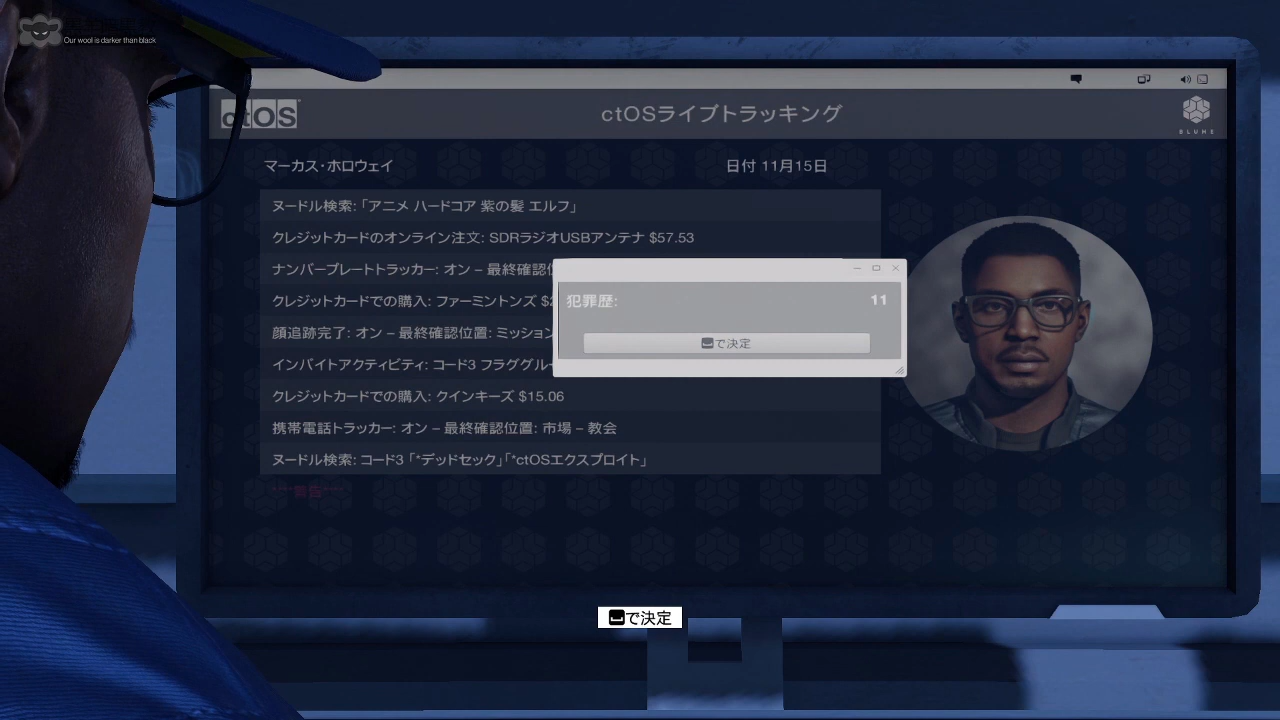 Our wool is darker than black
ctOS
ctOSライブトラッキング
BLUME
マーカス・ホロウェイ
日付 11月15日
ヌードル検索: 「アニメ ハードコア 紫の髪 エルフ」
クレジットカードのオンライン注文: SDRラジオUSBアンテナ $57.53
ナンバープレートトラッカー: オン – 最終確認
クレジットカードでの購入: ファーミントンズ
顔追跡完了: オン – 最終確認位置: ミッション
インバイトアクティビティ: コード3 フラググルー
クレジットカードでの購入: クインキーズ $15.06
携帯電話トラッカー: オン – 最終確認位置: 市場 – 教会
ヌードル検索: コード3 「*デッドセック」「*ctOSエクスプロイト」
****警告****
犯罪歴: 11
で決定
で決定